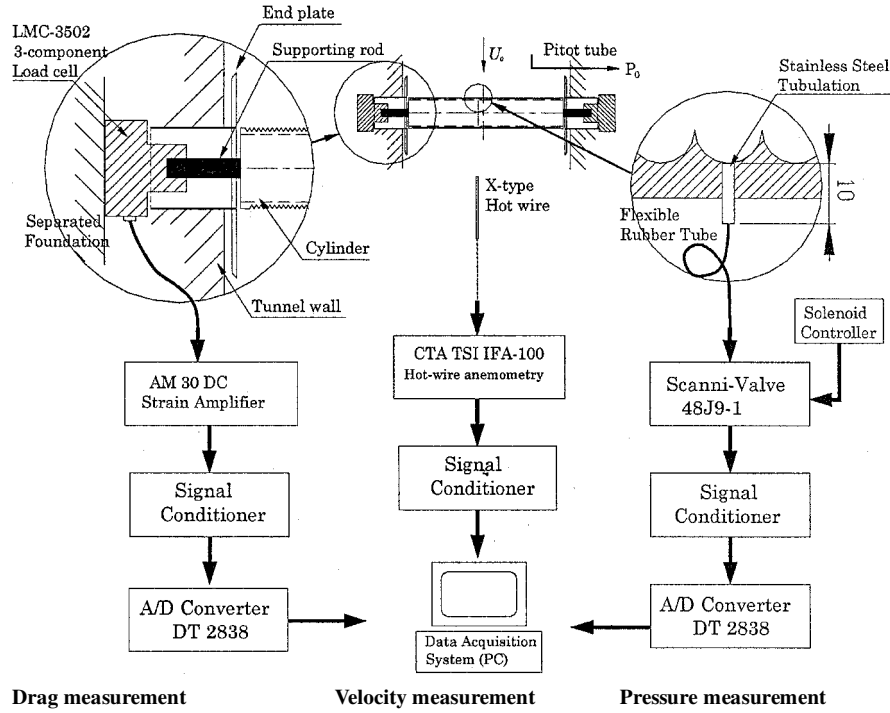 LMC-3502
3-component
Load cell
End plate
Supporting rod
Separated
Foundation
Cylinder
Tunnel wall
U₀
Pitot tube
P₀
X-type
Hot wire
Stainless Steel
Tubulation
10
Flexible
Rubber Tube
Solenoid
Controller
AM 30 DC
Strain Amplifier
CTA TSI IFA-100
Hot-wire anemometry
Scanni-Valve
48J9-1
Signal
Conditioner
Signal
Conditioner
Signal
Conditioner
A/D Converter
DT 2838
Data Acquisition
System (PC)
A/D Converter
DT 2838
Drag measurement
Velocity measurement
Pressure measurement